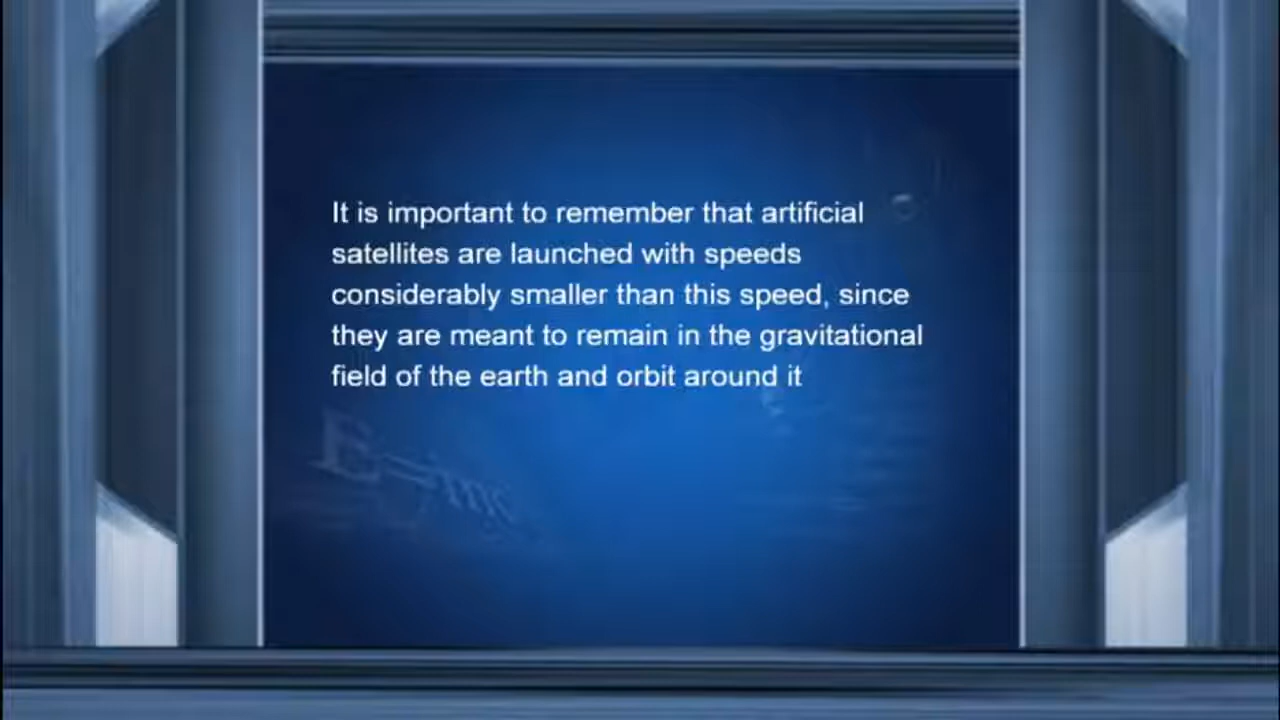 It is important to remember that artificial
satellites are launched with speeds
considerably smaller than this speed, since
they are meant to remain in the gravitational
field of the earth and orbit around it
E=mc